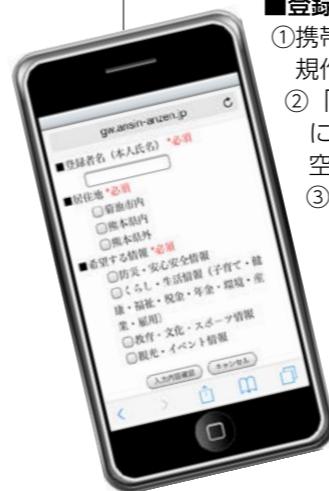 ■登録
①携帯
規作
②「
に
空
③
gw.ansin-anzen.jp
■登録者名（本人氏名）*必須
■居住地 *必須
菊池市内
熊本県内
熊本県外
■希望する情報 *必須
防災・安心安全情報
くらし・生活情報（子育て・健
康・福祉・税金・年金・環境・産
業・雇用）
教育・文化・スポーツ情報
観光・イベント情報
入力内容確認 キャンセル